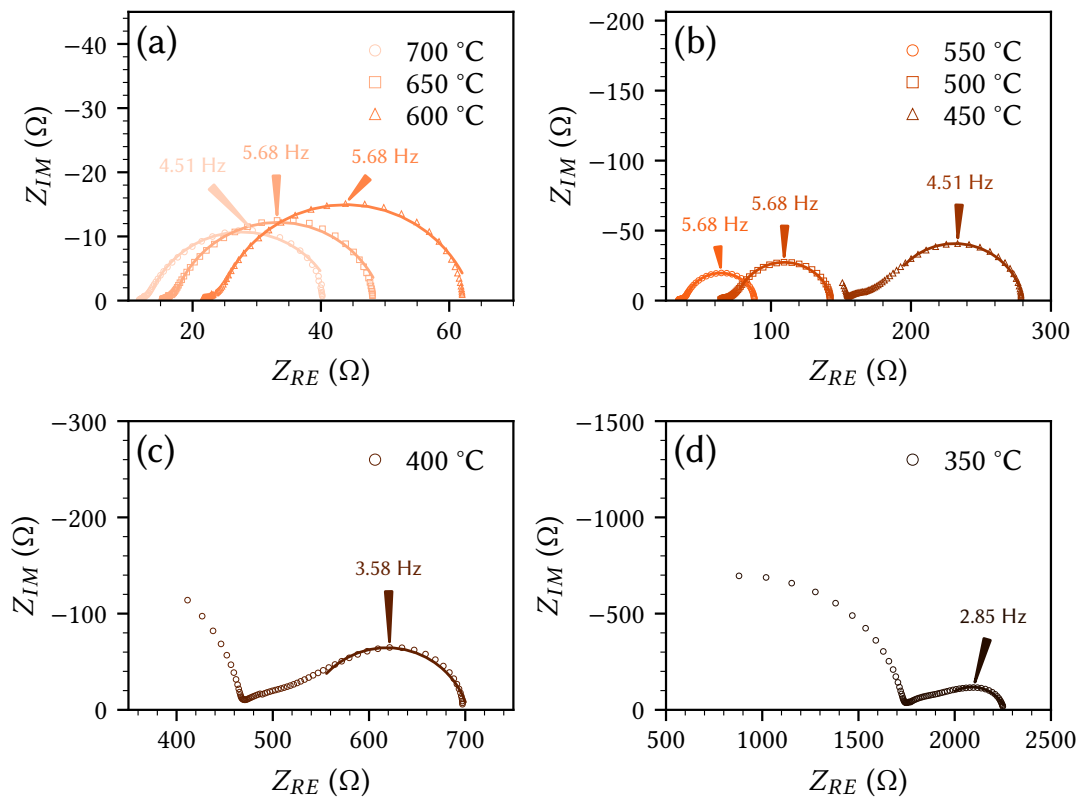 (a)
700 °C
650 °C
600 °C
4.51 Hz
5.68 Hz
5.68 Hz
−40
−30
−20
−10
0
20
40
60
Z_IM (Ω)
Z_RE (Ω)
(b)
550 °C
500 °C
450 °C
5.68 Hz
5.68 Hz
4.51 Hz
−200
−150
−100
−50
0
100
200
300
Z_IM (Ω)
Z_RE (Ω)
(c)
400 °C
3.58 Hz
−300
−200
−100
0
400
500
600
700
Z_IM (Ω)
Z_RE (Ω)
(d)
350 °C
2.85 Hz
−1500
−1000
−500
0
500
1000
1500
2000
2500
Z_IM (Ω)
Z_RE (Ω)